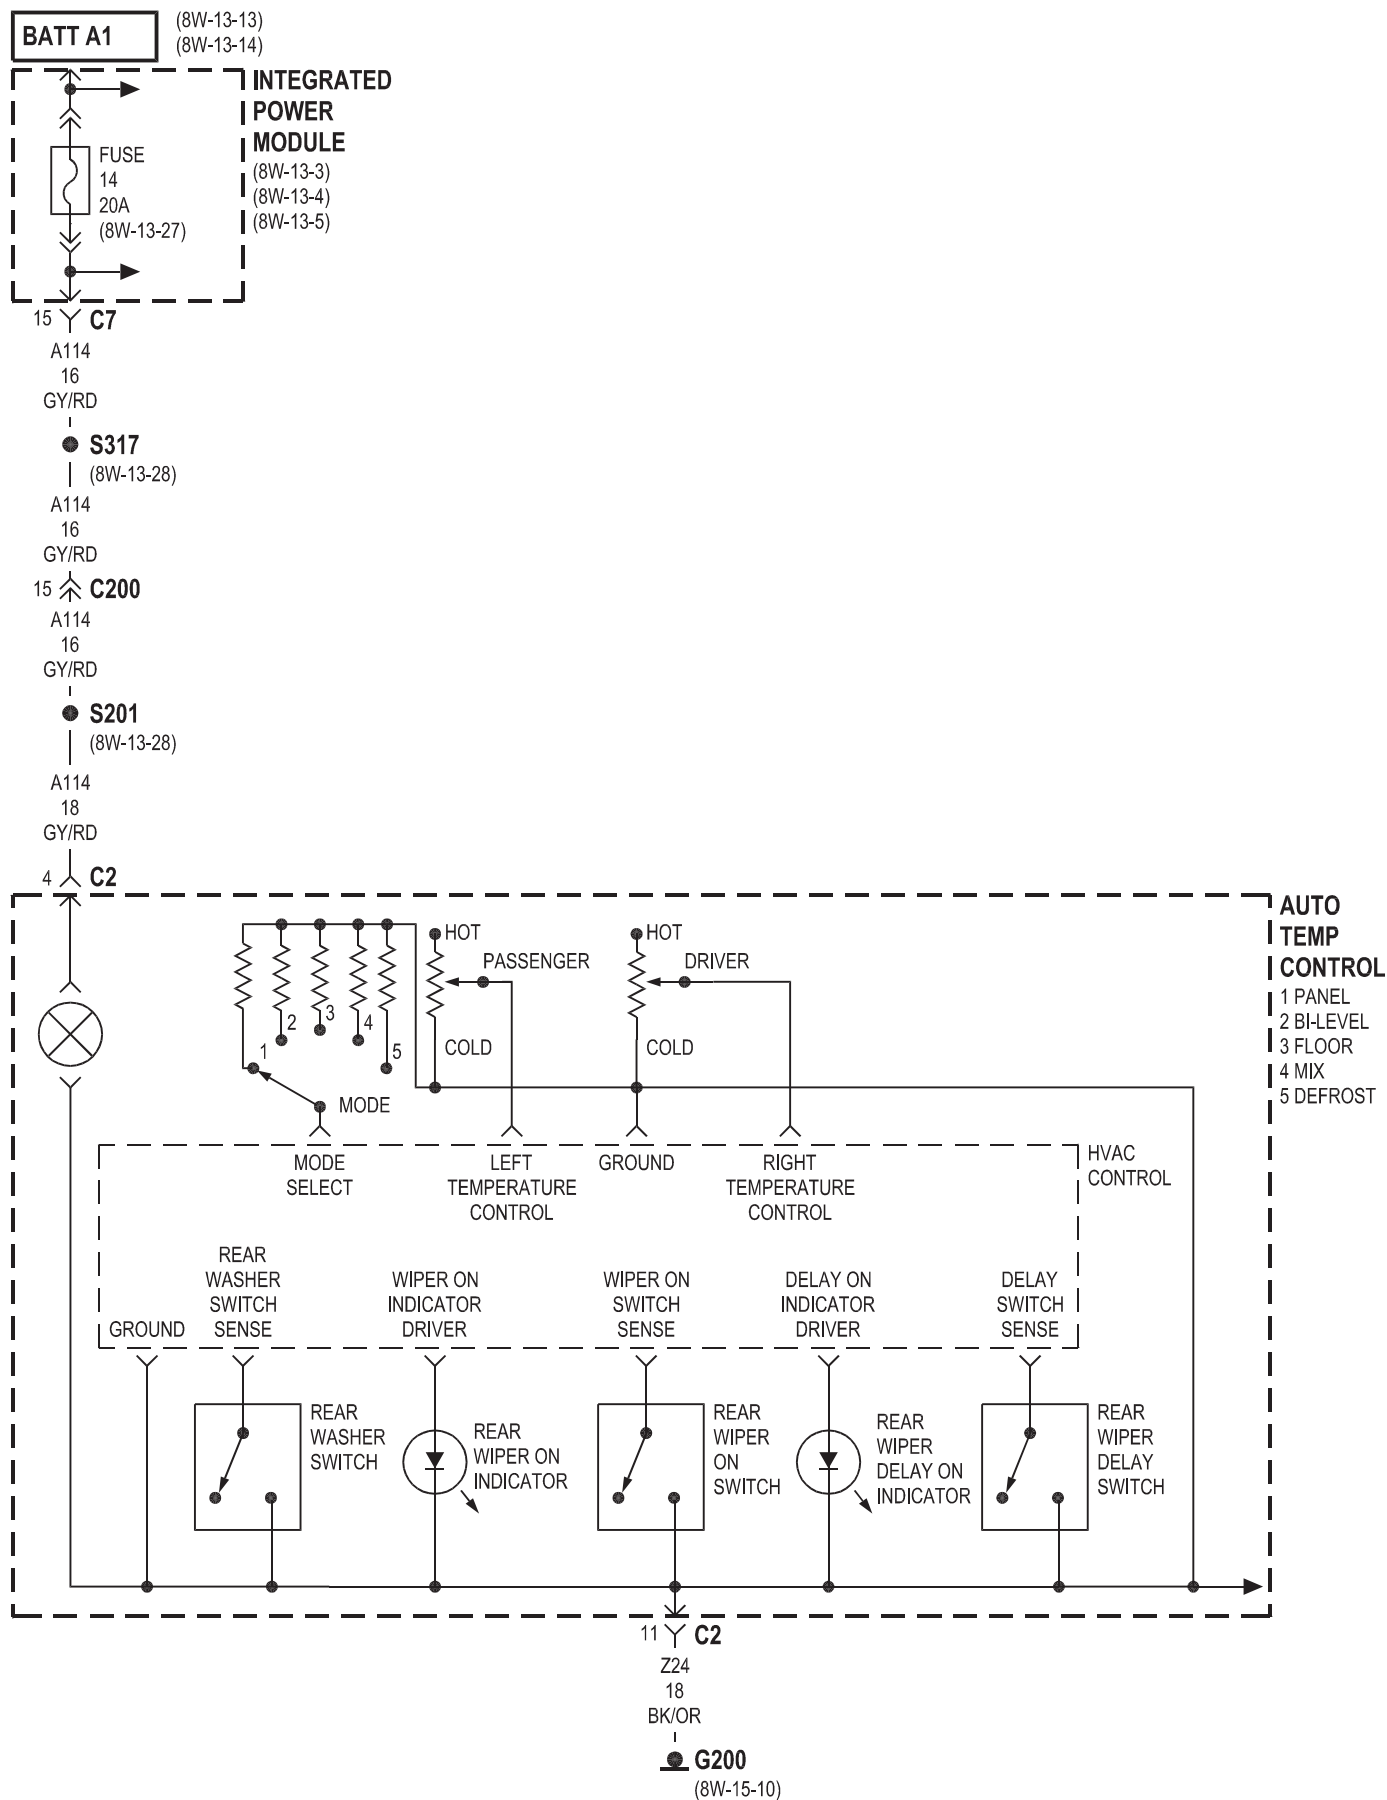 BATT A1
(8W-13-13)
(8W-13-14)
INTEGRATED
POWER
MODULE
(8W-13-3)
(8W-13-4)
(8W-13-5)
FUSE
14
20A
(8W-13-27)
15 C7
A114
16
GY/RD
S317
(8W-13-28)
A114
16
GY/RD
15 C200
A114
16
GY/RD
S201
(8W-13-28)
A114
18
GY/RD
4 C2
AUTO
TEMP
CONTROL
1 PANEL
2 BI-LEVEL
3 FLOOR
4 MIX
5 DEFROST
HOT
PASSENGER
COLD
HOT
DRIVER
COLD
1
2
3
4
5
MODE
HVAC
CONTROL
MODE
SELECT
LEFT
TEMPERATURE
CONTROL
GROUND
RIGHT
TEMPERATURE
CONTROL
GROUND
REAR
WASHER
SWITCH
SENSE
WIPER ON
INDICATOR
DRIVER
WIPER ON
SWITCH
SENSE
DELAY ON
INDICATOR
DRIVER
DELAY
SWITCH
SENSE
REAR
WASHER
SWITCH
REAR
WIPER ON
INDICATOR
REAR
WIPER
ON
SWITCH
REAR
WIPER
DELAY ON
INDICATOR
REAR
WIPER
DELAY
SWITCH
11 C2
Z24
18
BK/OR
G200
(8W-15-10)